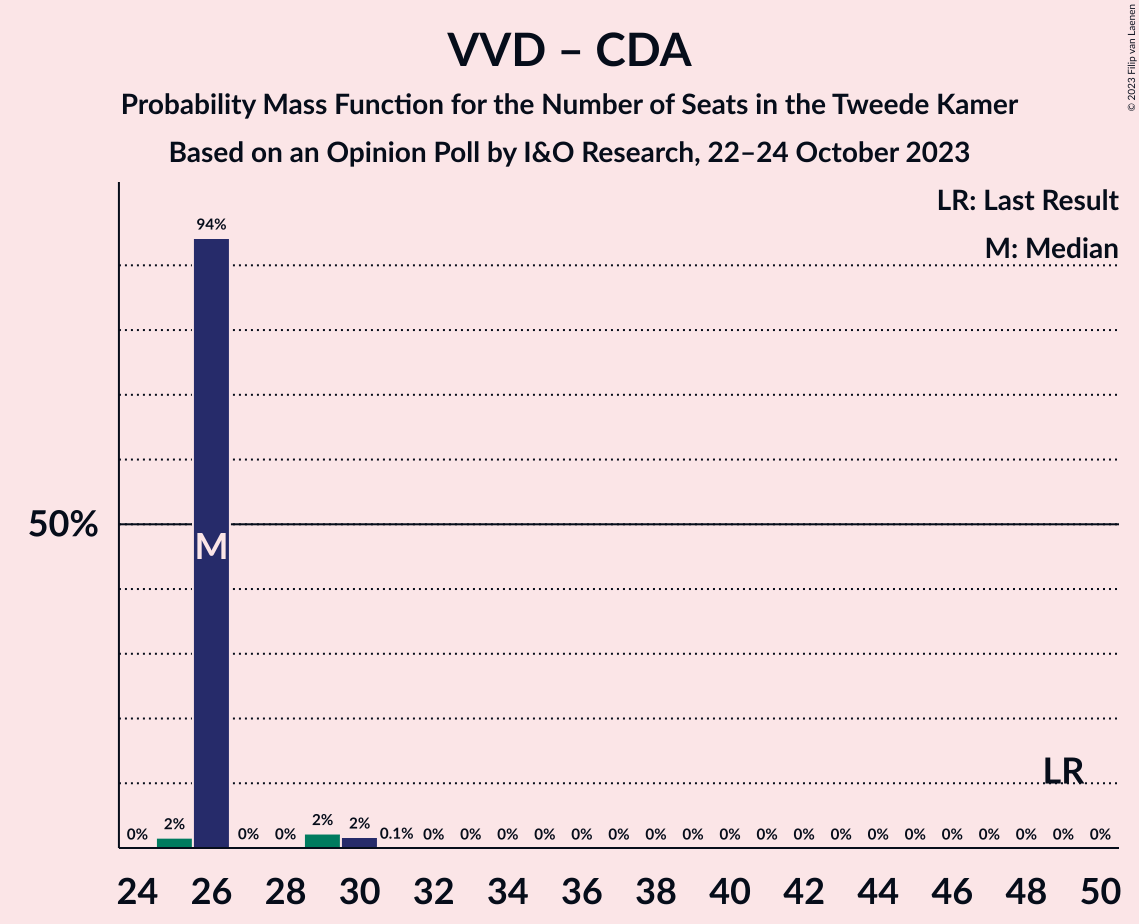 VVD – CDA
Probability Mass Function for the Number of Seats in the Tweede Kamer
Based on an Opinion Poll by I&O Research, 22–24 October 2023
© 2023 Filip van Laenen
LR: Last Result
M: Median
94%
50%
M
LR
0% 2% 0% 0% 2% 2% 0.1% 0% 0% 0% 0% 0% 0% 0% 0% 0% 0% 0% 0% 0% 0% 0% 0% 0% 0% 0%
24 26 28 30 32 34 36 38 40 42 44 46 48 50